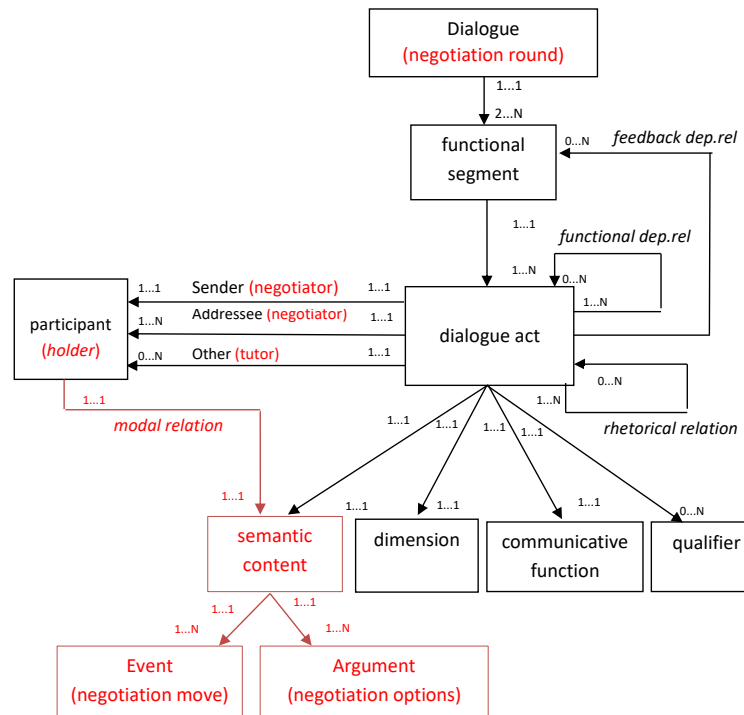 Dialogue
(negotiation round)
1...1
2...N
feedback dep.rel
0...N
functional
segment
1...1
functional dep.rel
1...N
0...N
1...N
1...1
Sender (negotiator)
1...1
1...N
Addressee (negotiator)
1...1
0...N
Other (tutor)
1...1
participant
(holder)
dialogue act
0...N
1...N
rhetorical relation
1...1
modal relation
1...1
1...1
1...1
1...1
1...1
1...1
1...1
1...1
0...N
semantic
content
dimension
communicative
function
qualifier
1...1
1...1
1...N
1...N
Event
(negotiation move)
Argument
(negotiation options)